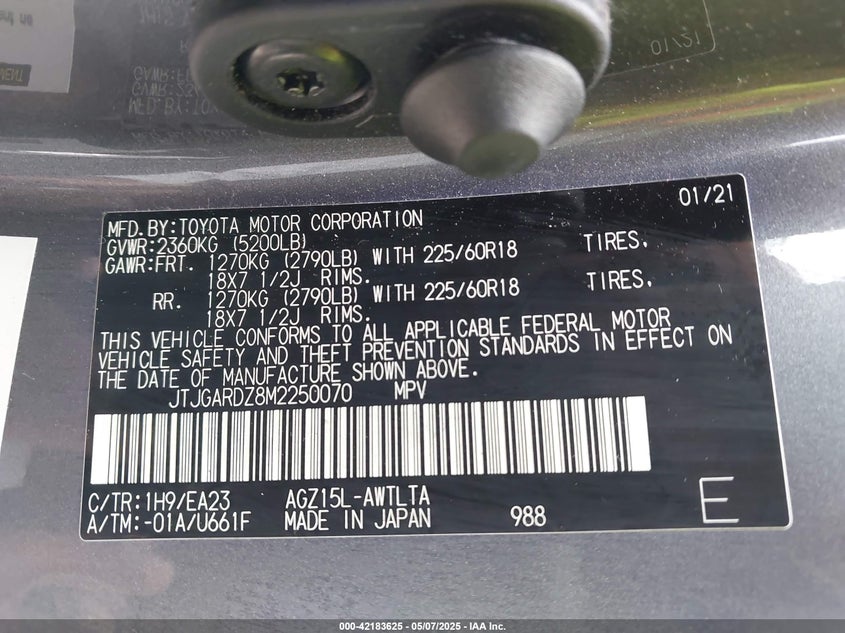 01/21
MFD.BY:TOYOTA MOTOR CORPORATION 01/21
GVWR:2360KG (5200LB)
GAWR:FRT. 1270KG (2790LB) WITH 225/60R18 TIRES,
18X7 1/2J RIMS.
RR. 1270KG (2790LB) WITH 225/60R18 TIRES,
18X7 1/2J RIMS.
THIS VEHICLE CONFORMS TO ALL APPLICABLE FEDERAL MOTOR
VEHICLE SAFETY AND THEFT PREVENTION STANDARDS IN EFFECT ON
THE DATE OF MANUFACTURE SHOWN ABOVE.
JTJGARDZ8M2250070 MPV
C/TR:1H9/EA23 AGZ15L-AWTLTA
A/TM:-01A/U661F MADE IN JAPAN 988 E
000-42183625 - 05/07/2025 - IAA Inc.